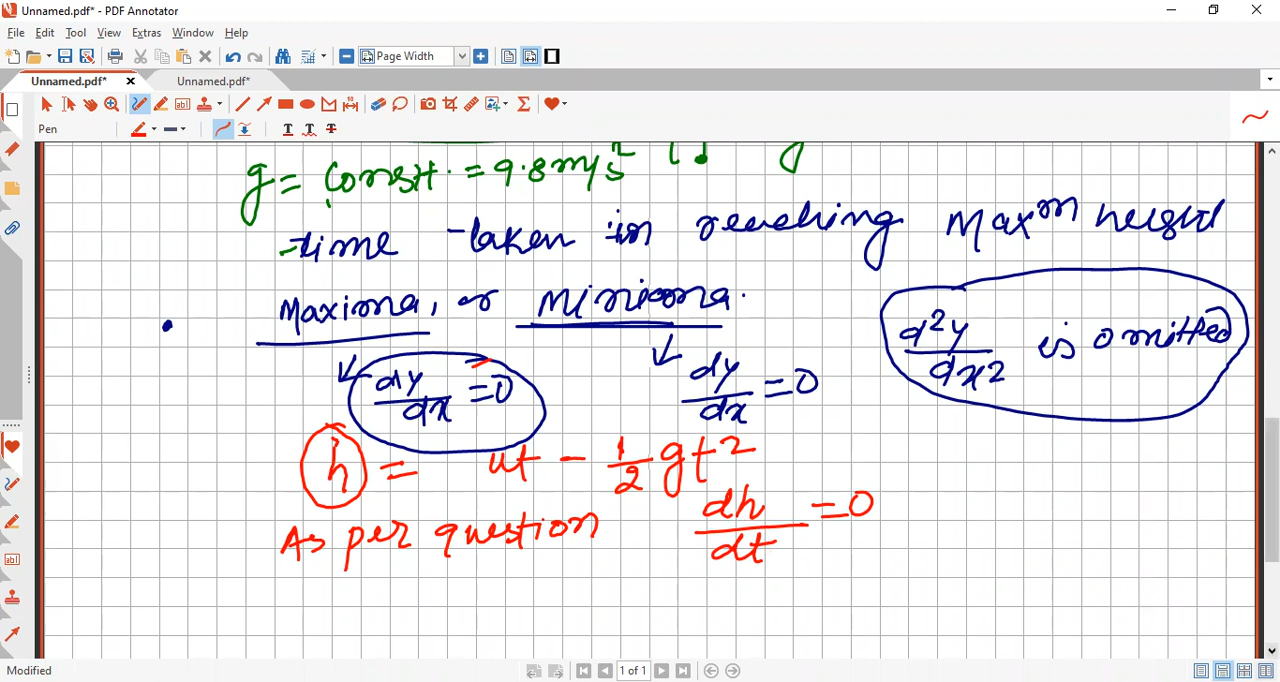 Unnamed.pdf* - PDF Annotator
File Edit Tool View Extras Window Help
Page Width
Unnamed.pdf* Unnamed.pdf*
Pen
g = Const. = 9.8 m/s²
time taken in reaching Maxm height
Maxima, or Minima.
d²y/dx² is omitted
dy/dx = 0 dy/dx = 0
h = ut - 1/2 gt²
As per question dh/dt = 0
Modified 1 of 1